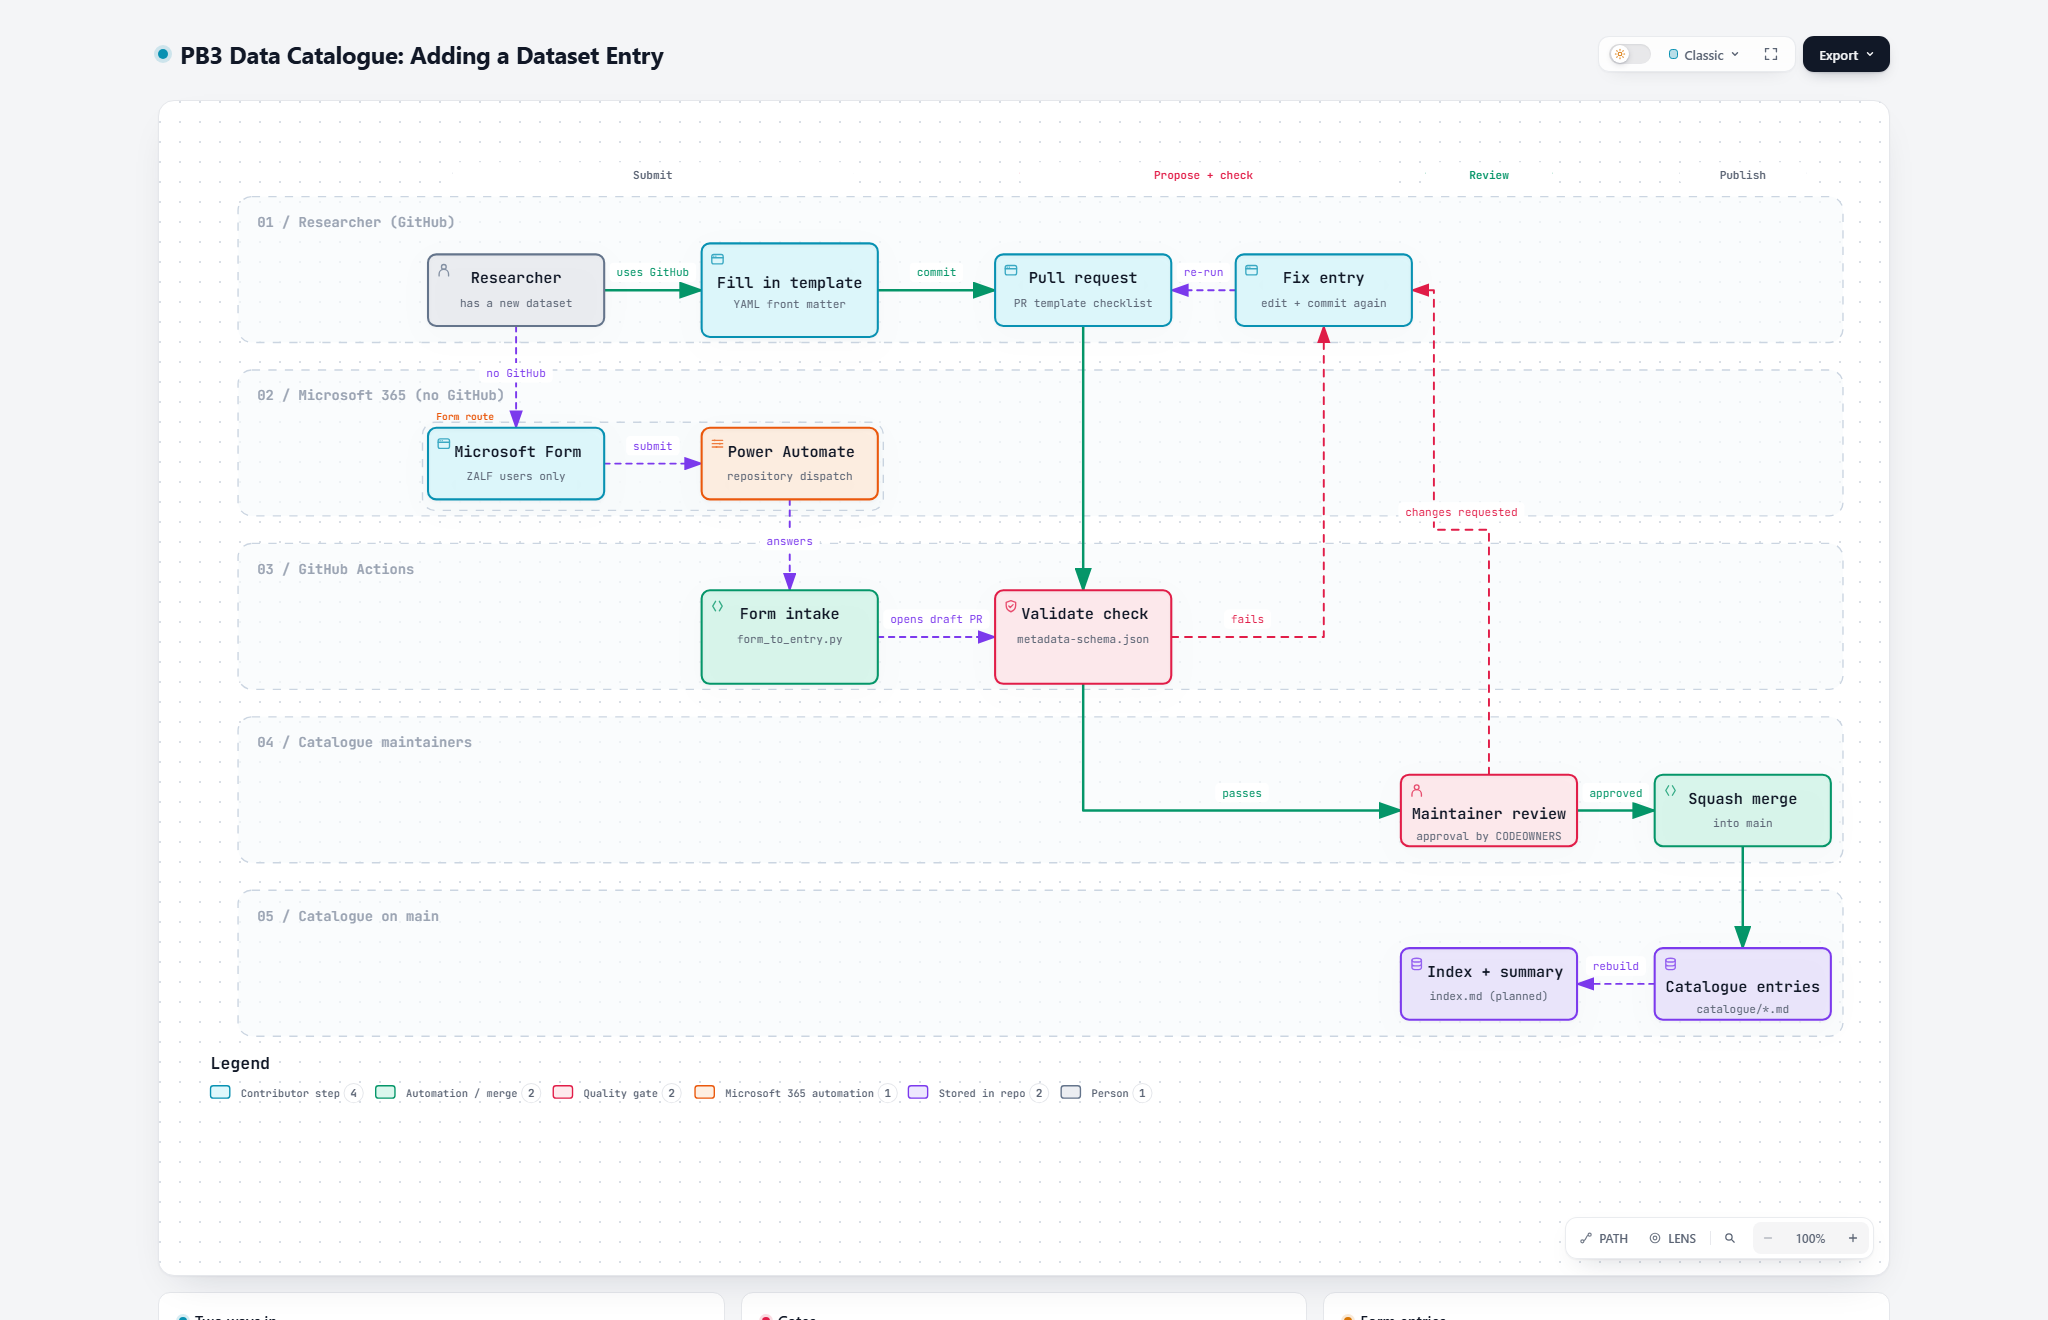 PB3 Data Catalogue: Adding a Dataset Entry
Classic
Export
Submit
Propose + check
Review
Publish
01 / Researcher (GitHub)
Researcher
has a new dataset
uses GitHub
Fill in template
YAML front matter
commit
Pull request
PR template checklist
re-run
Fix entry
edit + commit again
no GitHub
02 / Microsoft 365 (no GitHub)
Form route
Microsoft Form
ZALF users only
submit
Power Automate
repository dispatch
changes requested
answers
03 / GitHub Actions
Form intake
form_to_entry.py
opens draft PR
Validate check
metadata-schema.json
fails
04 / Catalogue maintainers
passes
Maintainer review
approval by CODEOWNERS
approved
Squash merge
into main
05 / Catalogue on main
Index + summary
index.md (planned)
rebuild
Catalogue entries
catalogue/*.md
Legend
Contributor step 4
Automation / merge 2
Quality gate 2
Microsoft 365 automation 1
Stored in repo 2
Person 1
PATH
LENS
100%
Two ways in
Gates
Form entries